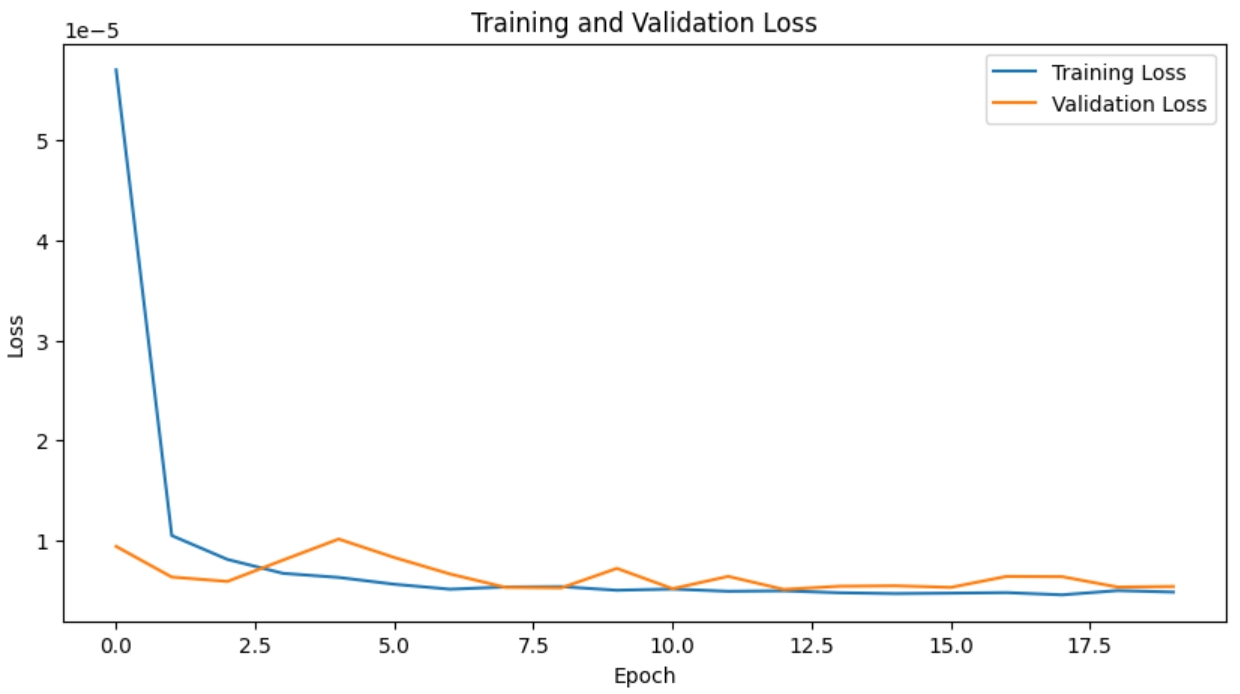 Training and Validation Loss
1e−5
Training Loss
Validation Loss
5
4
3
2
1
Loss
0.0 2.5 5.0 7.5 10.0 12.5 15.0 17.5
Epoch